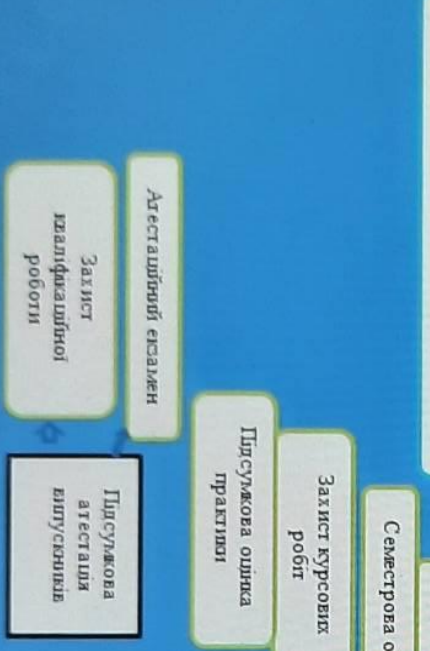 Семестрова о
Захист курсових
робіт
Підсумкова оцінка
практики
Атестаційний екзамен
Захист
кваліфікаційної
роботи
Підсумкова
атестація
випускників